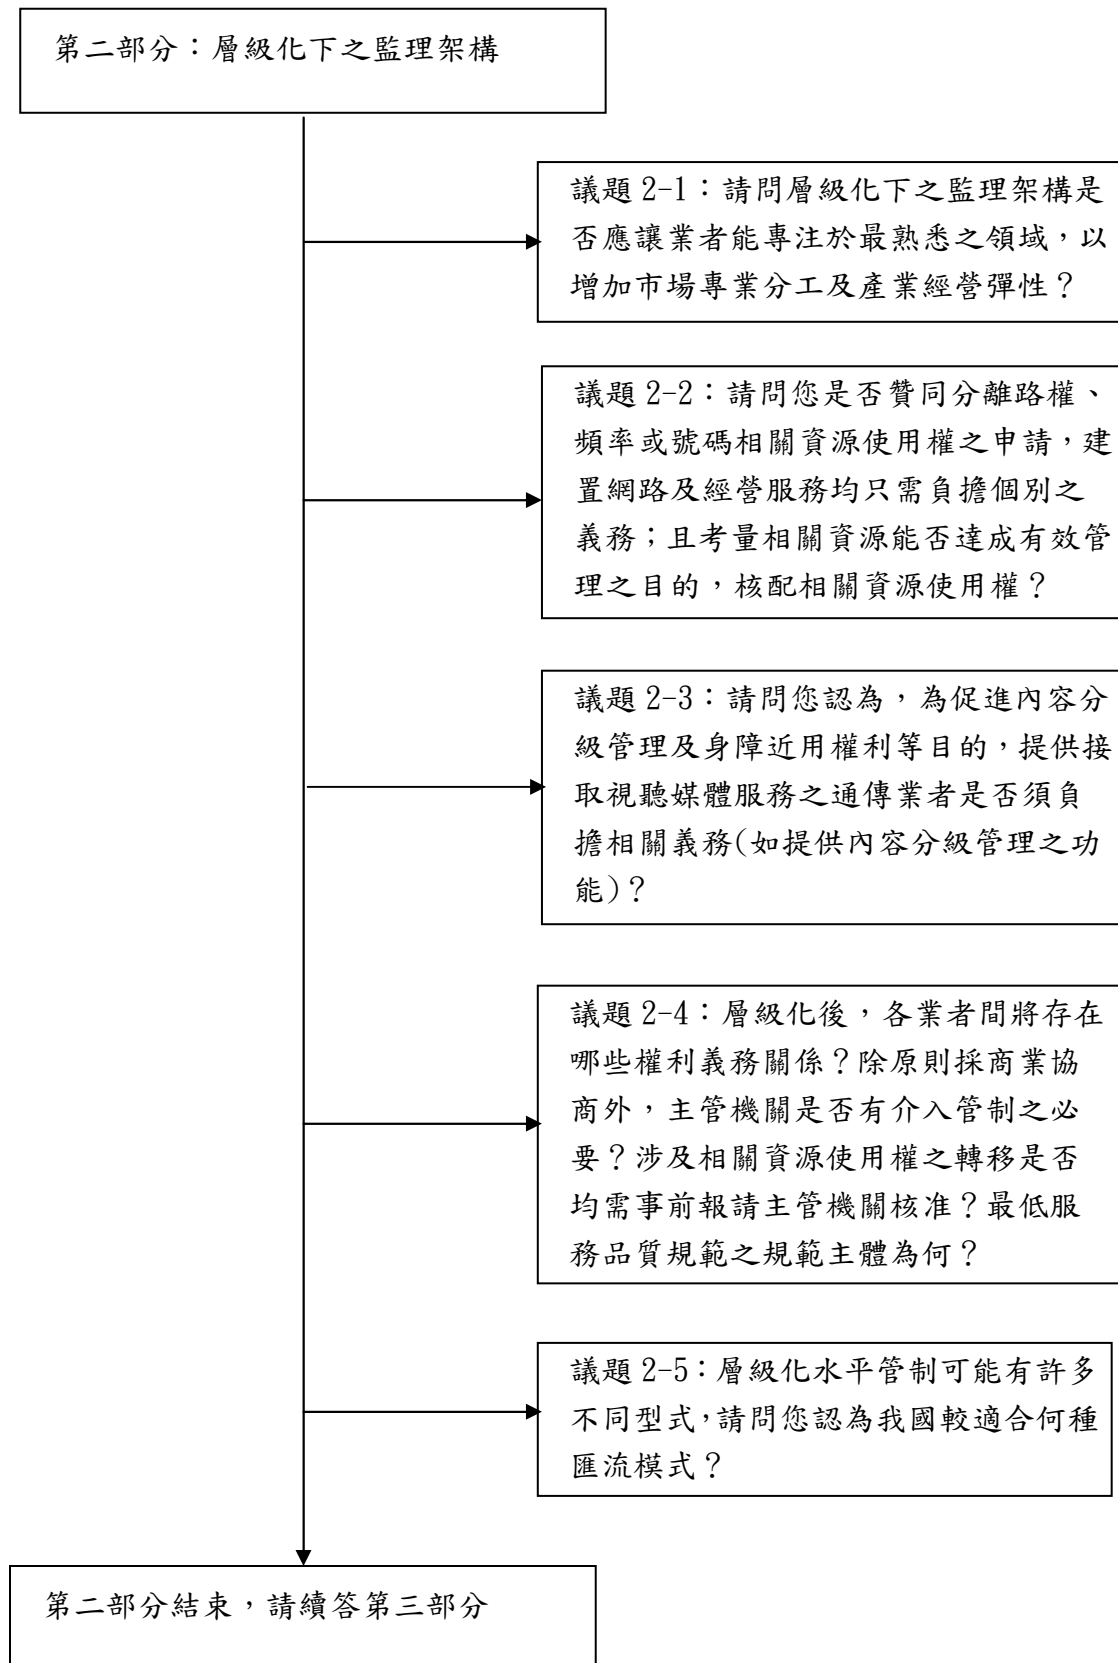 第二部分：層級化下之監理架構
議題 2-1：請問層級化下之監理架構是
否應讓業者能專注於最熟悉之領域，以
增加市場專業分工及產業經營彈性？
議題 2-2：請問您是否贊同分離路權、
頻率或號碼相關資源使用權之申請，建
置網路及經營服務均只需負擔個別之
義務；且考量相關資源能否達成有效管
理之目的，核配相關資源使用權？
議題 2-3：請問您認為，為促進內容分
級管理及身障近用權利等目的，提供接
取視聽媒體服務之通傳業者是否須負
擔相關義務(如提供內容分級管理之功
能)？
議題 2-4：層級化後，各業者間將存在
哪些權利義務關係？除原則採商業協
商外，主管機關是否有介入管制之必
要？涉及相關資源使用權之轉移是否
均需事前報請主管機關核准？最低服
務品質規範之規範主體為何？
議題 2-5：層級化水平管制可能有許多
不同型式，請問您認為我國較適合何種
匯流模式？
第二部分結束，請續答第三部分